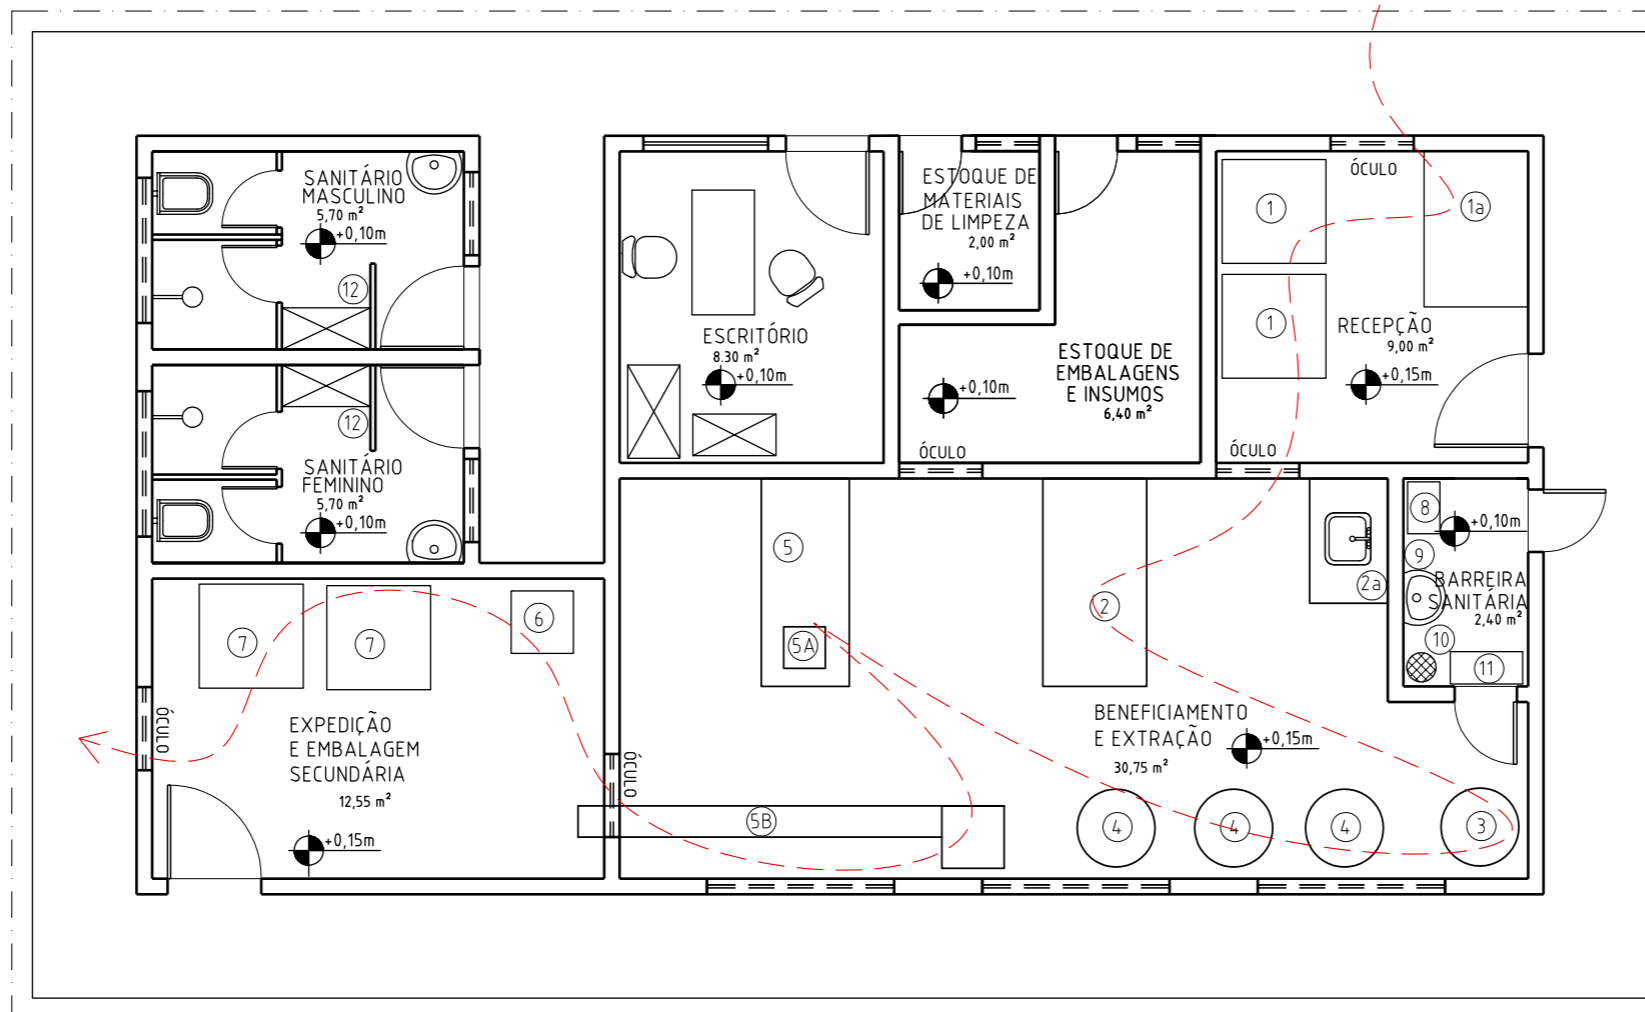 SANITÁRIO
MASCULINO
5,70 m²
+0,10m
12
12
SANITÁRIO
FEMININO
5,70 m²
+0,10m
ESCRITÓRIO
8.30 m²
+0,10m
ESTOQUE DE
MATERIAIS
DE LIMPEZA
2,00 m²
+0,10m
ESTOQUE DE
EMBALAGENS
E INSUMOS
6,40 m²
+0,10m
ÓCULO
ÓCULO
1
1a
1
RECEPÇÃO
9,00 m²
+0,15m
ÓCULO
8
+0,10m
9
BARREIRA
SANITÁRIA
2,40 m²
10
11
5
5A
2
2a
BENEFICIAMENTO
E EXTRAÇÃO
30,75 m²
+0,15m
ÓCULO
5B
4
4
4
3
7
7
6
ÓCULO
EXPEDIÇÃO
E EMBALAGEM
SECUNDÁRIA
12,55 m²
+0,15m